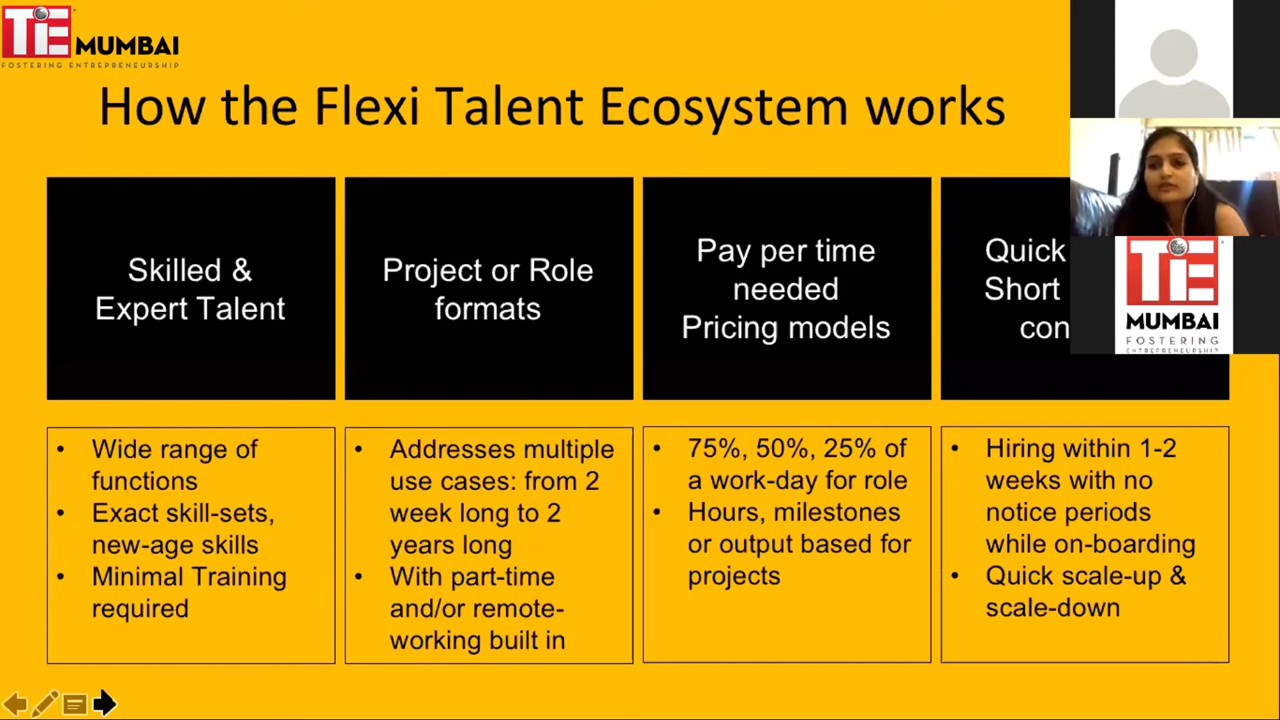 TiE MUMBAI
FOSTERING ENTREPRENEURSHIP
How the Flexi Talent Ecosystem works
Skilled &
Expert Talent
Project or Role
formats
Pay per time
needed
Pricing models
Quick
Short
con
TiE
MUMBAI
FOSTERING
ENTREPRENEURSHIP
• Wide range of
functions
• Exact skill-sets,
new-age skills
• Minimal Training
required
• Addresses multiple
use cases: from 2
week long to 2
years long
• With part-time
and/or remote-
working built in
• 75%, 50%, 25% of
a work-day for role
• Hours, milestones
or output based for
projects
• Hiring within 1-2
weeks with no
notice periods
while on-boarding
• Quick scale-up &
scale-down